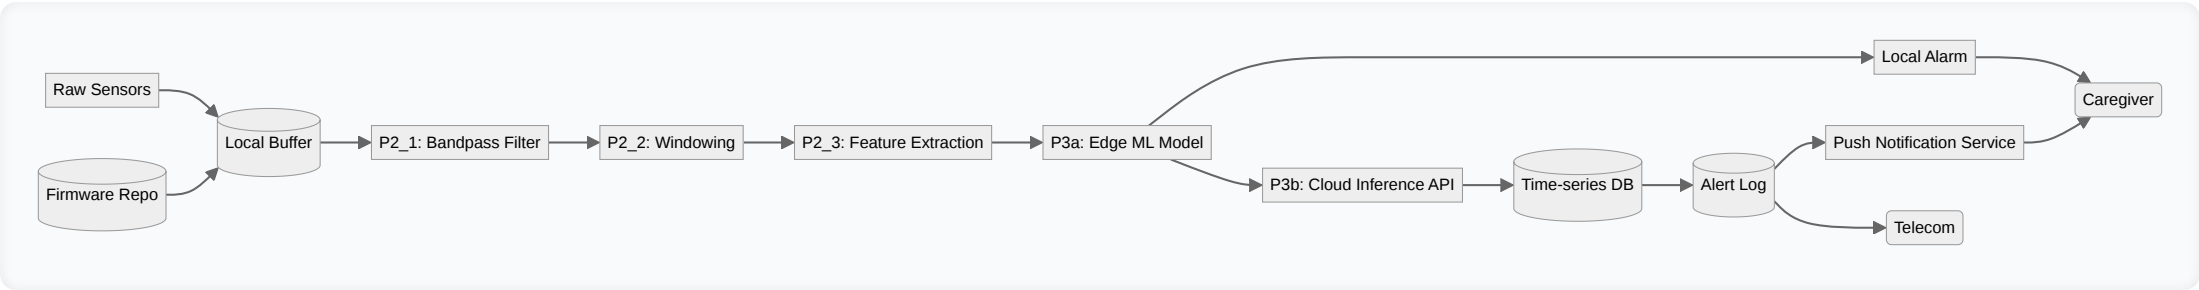 Raw Sensors
Firmware Repo
Local Buffer
P2_1: Bandpass Filter
P2_2: Windowing
P2_3: Feature Extraction
P3a: Edge ML Model
P3b: Cloud Inference API
Time-series DB
Alert Log
Local Alarm
Push Notification Service
Telecom
Caregiver